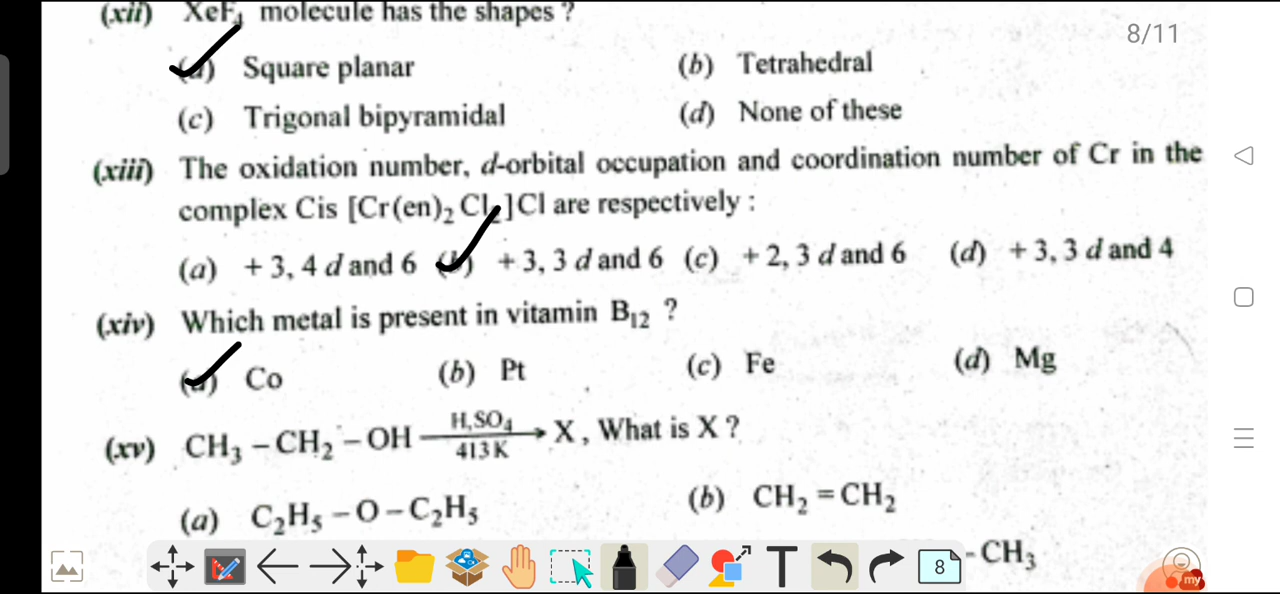 (xii) XeF₄ molecule has the shapes ?
8/11
(a) Square planar (b) Tetrahedral
(c) Trigonal bipyramidal (d) None of these
(xiii) The oxidation number, d-orbital occupation and coordination number of Cr in the
complex Cis [Cr(en)₂ Cl₂]Cl are respectively :
(a) + 3, 4 d and 6 (b) + 3, 3 d and 6 (c) + 2, 3 d and 6 (d) + 3, 3 d and 4
(xiv) Which metal is present in vitamin B₁₂ ?
(a) Co (b) Pt (c) Fe (d) Mg
(xv) CH₃ – CH₂ – OH H₂SO₄ → X , What is X ?
413 K
(a) C₂H₅ – O – C₂H₅ (b) CH₂ = CH₂
- CH₃
T 8 my